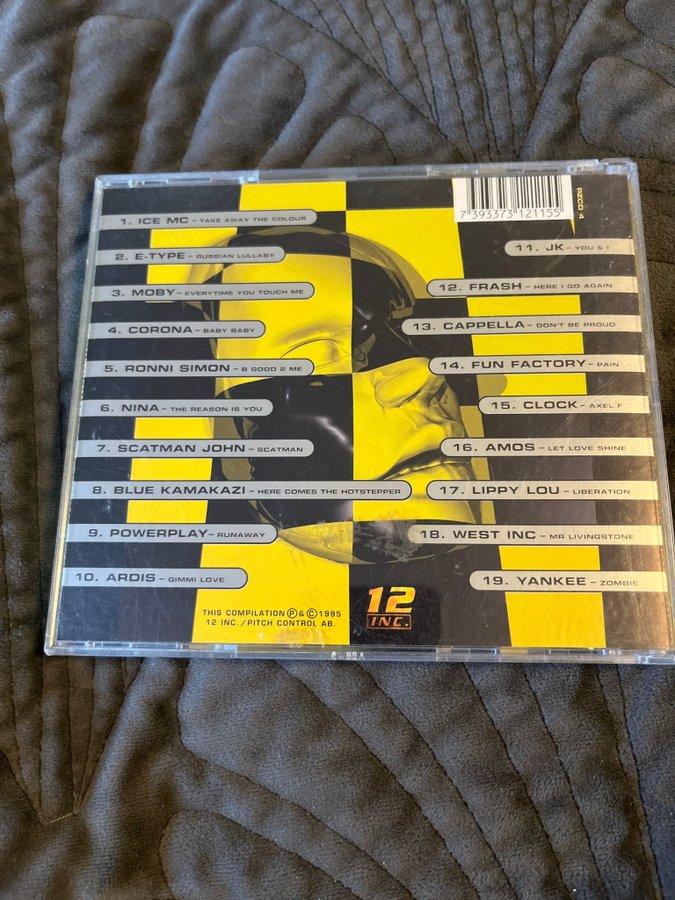 7 393373 121155
PZCD 4
1. ICE MC – TAKE AWAY THE COLOUR
2. E-TYPE – RUSSIAN LULLABY
3. MOBY – EVERYTIME YOU TOUCH ME
4. CORONA – BABY BABY
5. RONNI SIMON – B GOOD 2 ME
6. NINA – THE REASON IS YOU
7. SCATMAN JOHN – SCATMAN
8. BLUE KAMAKAZI – HERE COMES THE HOTSTEPPER
9. POWERPLAY – RUNAWAY
10. ARDIS – GIMMI LOVE
11. JK – YOU & I
12. FRASH – HERE I GO AGAIN
13. CAPPELLA – DON'T BE PROUD
14. FUN FACTORY – PAIN
15. CLOCK – AXEL F
16. AMOS – LET LOVE SHINE
17. LIPPY LOU – LIBERATION
18. WEST INC – MR LIVINGSTONE
19. YANKEE – ZOMBIE
THIS COMPILATION Ⓟ & © 1995
12 INC. / PITCH CONTROL AB.
12
INC.